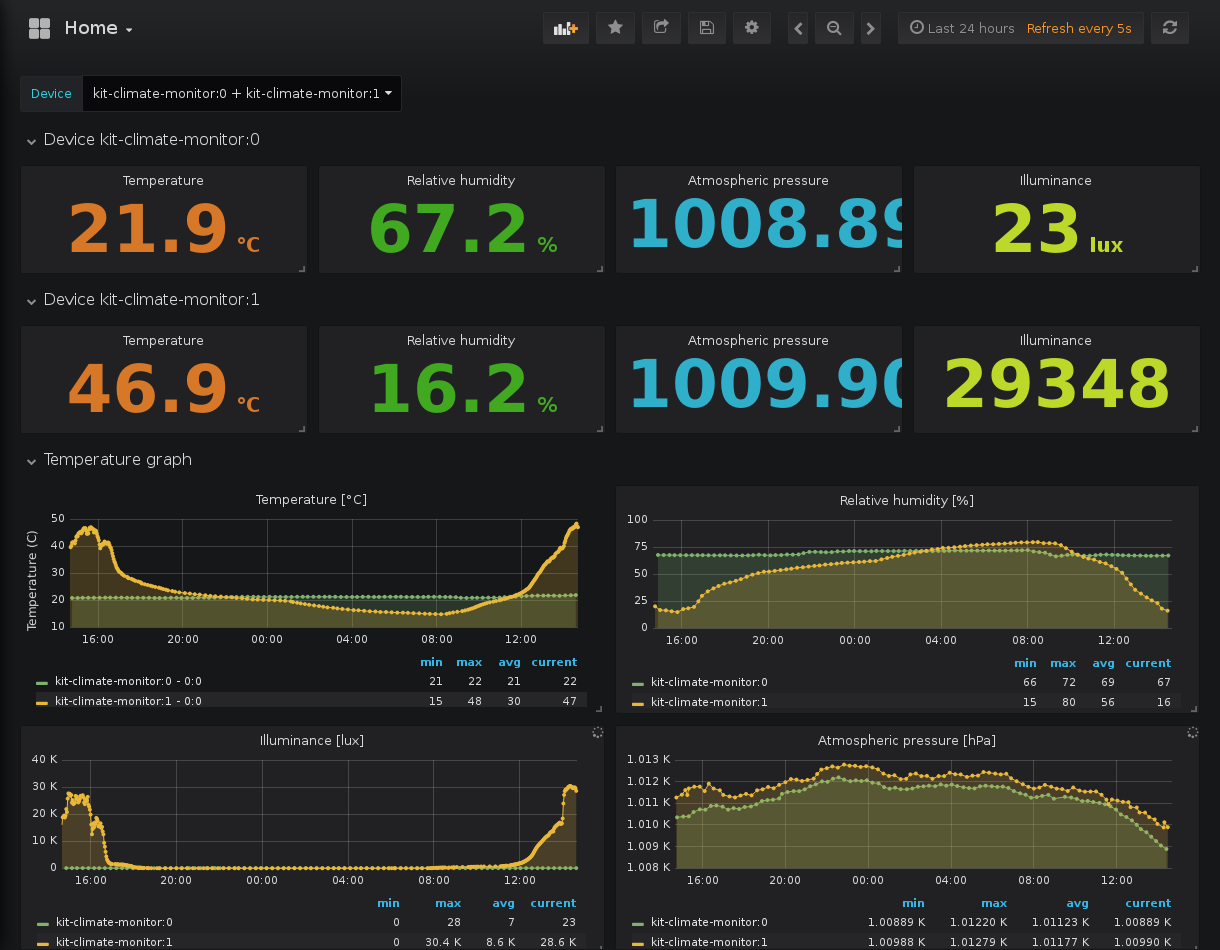 Home
Last 24 hours Refresh every 5s
Device kit-climate-monitor:0 + kit-climate-monitor:1
Device kit-climate-monitor:0
Temperature Relative humidity Atmospheric pressure Illuminance
21.9 °C 67.2 % 1008.89 23 lux
Device kit-climate-monitor:1
Temperature Relative humidity Atmospheric pressure Illuminance
46.9 °C 16.2 % 1009.90 29348
Temperature graph
Temperature [°C]
Temperature (C)
50
40
30
20
10
16:00 20:00 00:00 04:00 08:00 12:00
min max avg current
kit-climate-monitor:0 - 0:0 21 22 21 22
kit-climate-monitor:1 - 0:0 15 48 30 47
Relative humidity [%]
100
75
50
25
0
16:00 20:00 00:00 04:00 08:00 12:00
min max avg current
kit-climate-monitor:0 66 72 69 67
kit-climate-monitor:1 15 80 56 16
Illuminance [lux]
40 K
30 K
20 K
10 K
0
16:00 20:00 00:00 04:00 08:00 12:00
min max avg current
kit-climate-monitor:0 0 28 7 23
kit-climate-monitor:1 0 30.4 K 8.6 K 28.6 K
Atmospheric pressure [hPa]
1.013 K
1.012 K
1.011 K
1.010 K
1.009 K
1.008 K
16:00 20:00 00:00 04:00 08:00 12:00
min max avg current
kit-climate-monitor:0 1.00889 K 1.01220 K 1.01123 K 1.00889 K
kit-climate-monitor:1 1.00988 K 1.01279 K 1.01177 K 1.00990 K